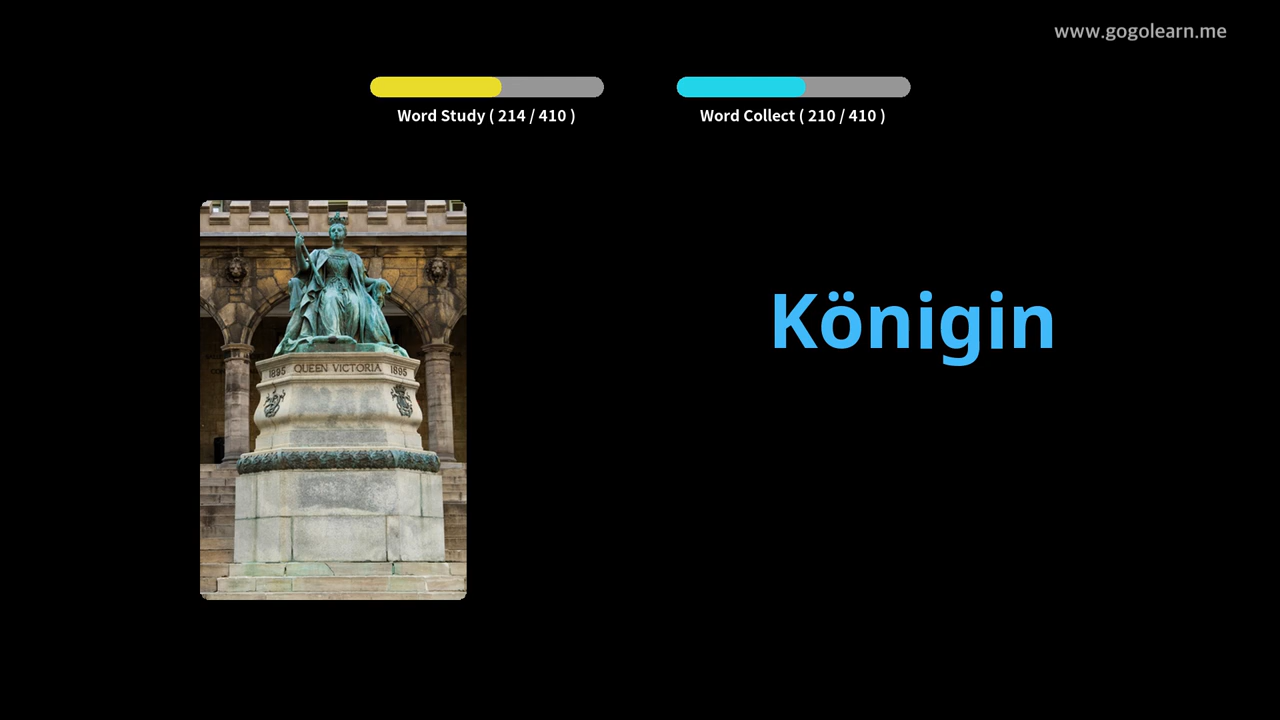 www.gogolearn.me
Word Study ( 214 / 410 )
Word Collect ( 210 / 410 )
Königin
1895 QUEEN VICTORIA 1895